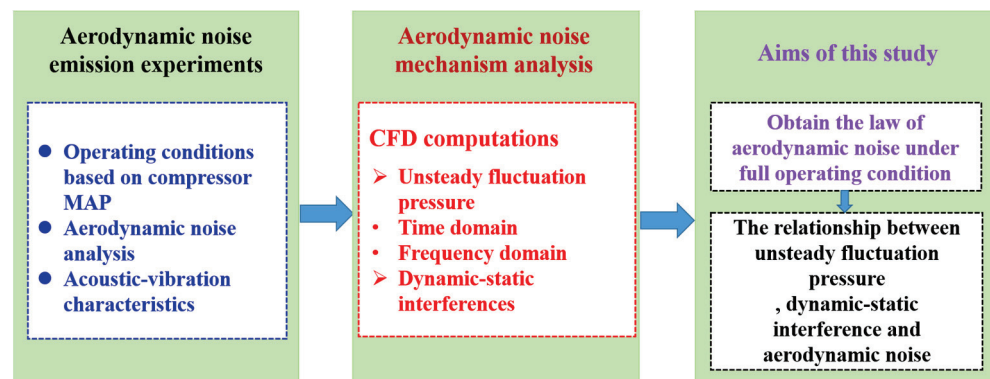 Aerodynamic noise
emission experiments
● Operating conditions
based on compressor
MAP
● Aerodynamic noise
analysis
● Acoustic-vibration
characteristics
Aerodynamic noise
mechanism analysis
CFD computations
➢ Unsteady fluctuation
pressure
• Time domain
• Frequency domain
➢ Dynamic-static
interferences
Aims of this study
Obtain the law of
aerodynamic noise under
full operating condition
The relationship between
unsteady fluctuation
pressure
, dynamic-static
interference and
aerodynamic noise